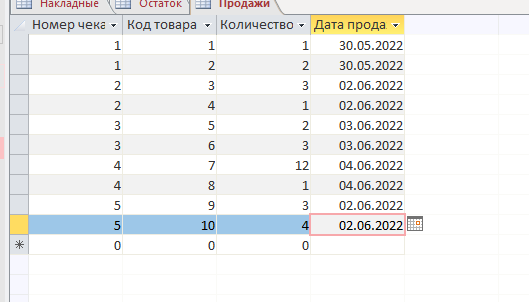 Накладные Остаток Продажи
Номер чека Код товара Количество Дата прода
1 1 1 30.05.2022
1 2 2 30.05.2022
2 3 3 02.06.2022
2 4 1 02.06.2022
3 5 2 03.06.2022
3 6 3 03.06.2022
4 7 12 04.06.2022
4 8 1 04.06.2022
5 9 3 02.06.2022
5 10 4 02.06.2022
0 0 0